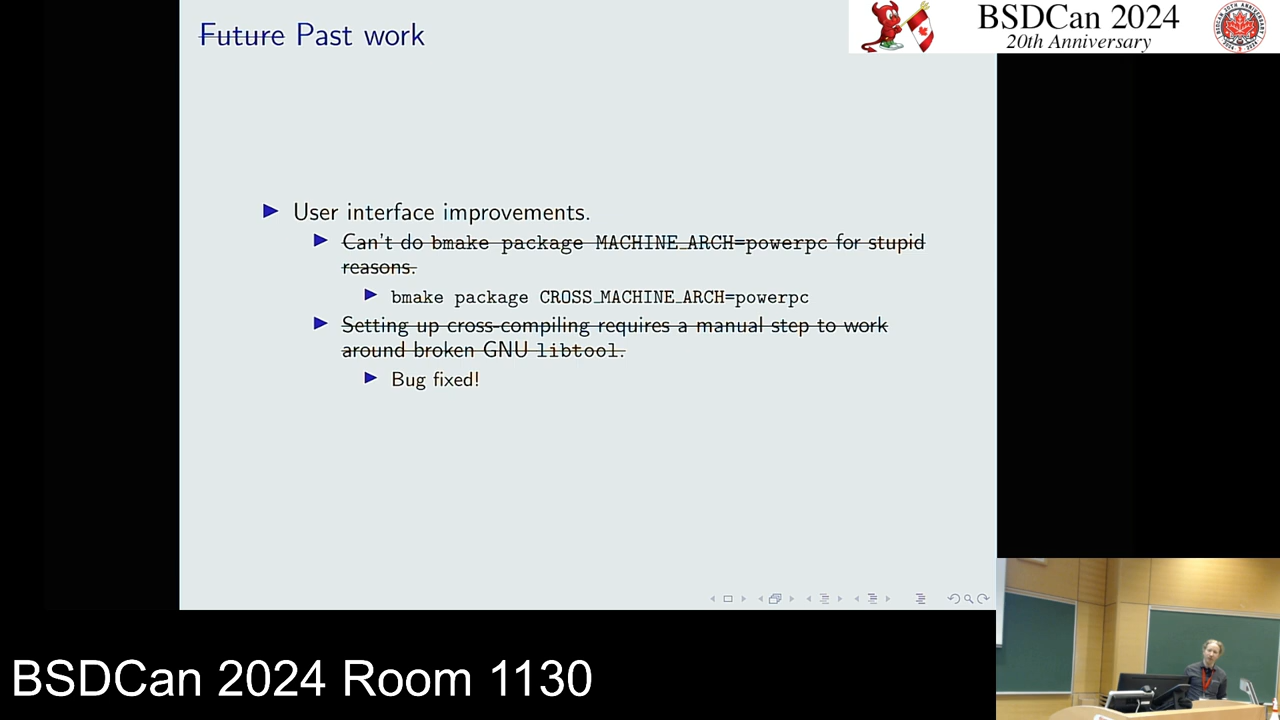 Future Past work
BSDCan 2024
20th Anniversary
User interface improvements.
Can't do bmake package MACHINE_ARCH=powerpc for stupid
reasons.
bmake package CROSS_MACHINE_ARCH=powerpc
Setting up cross-compiling requires a manual step to work
around broken GNU libtool.
Bug fixed!
BSDCan 2024 Room 1130